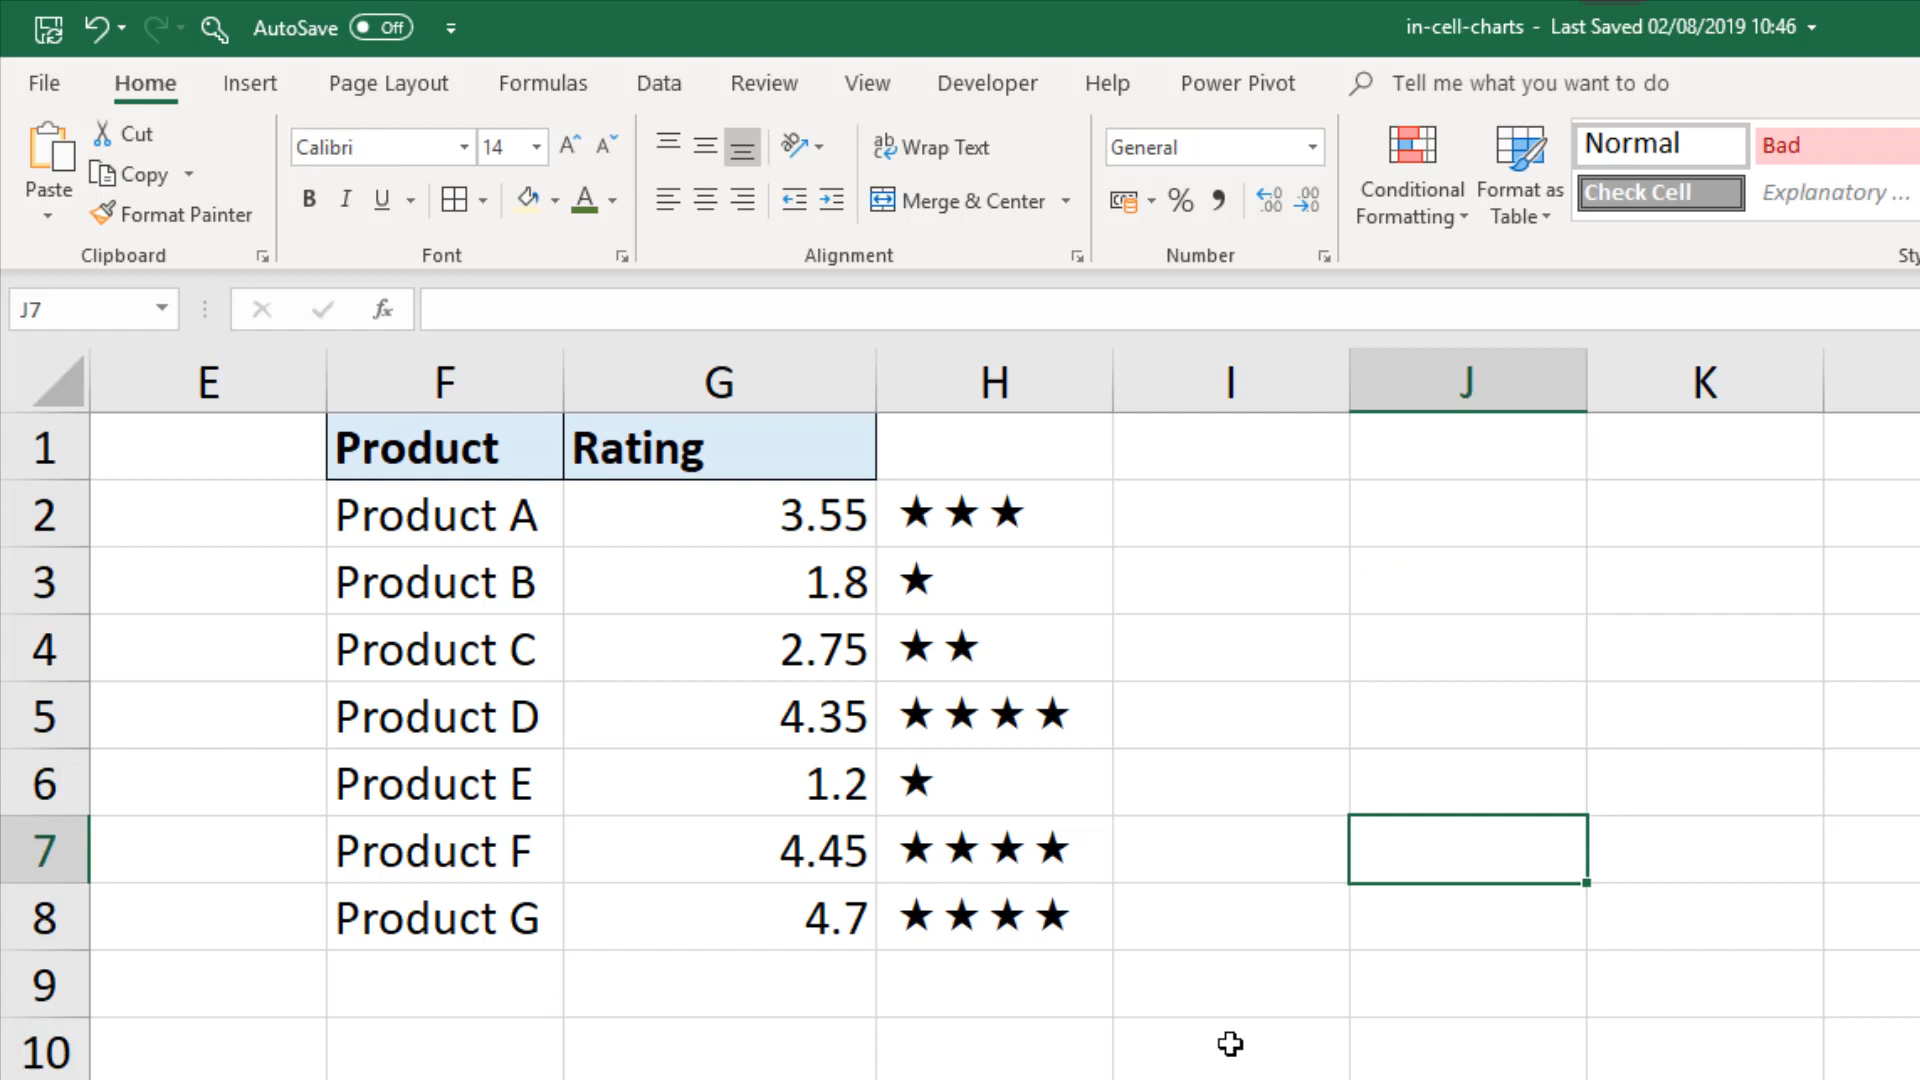 AutoSave Off
in-cell-charts - Last Saved 02/08/2019 10:46
File Home Insert Page Layout Formulas Data Review View Developer Help Power Pivot Tell me what you want to do
Paste
Cut
Copy
Format Painter
Clipboard
Calibri 14
B I U A
Font
Wrap Text
Merge & Center
Alignment
General
% 
Number
Conditional Formatting
Format as Table
Normal Bad
Check Cell Explanatory ...
Sty
J7 fx
E F G H I J K
1 Product Rating
2 Product A 3.55 ★★★
3 Product B 1.8 ★
4 Product C 2.75 ★★
5 Product D 4.35 ★★★★
6 Product E 1.2 ★
7 Product F 4.45 ★★★★
8 Product G 4.7 ★★★★
9
10